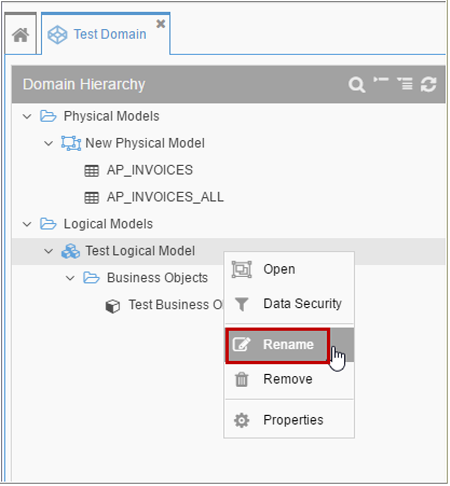 Test Domain
Domain Hierarchy
Physical Models
New Physical Model
AP_INVOICES
AP_INVOICES_ALL
Logical Models
Test Logical Model
Open
Business Objects
Data Security
Test Business O
Rename
Remove
Properties